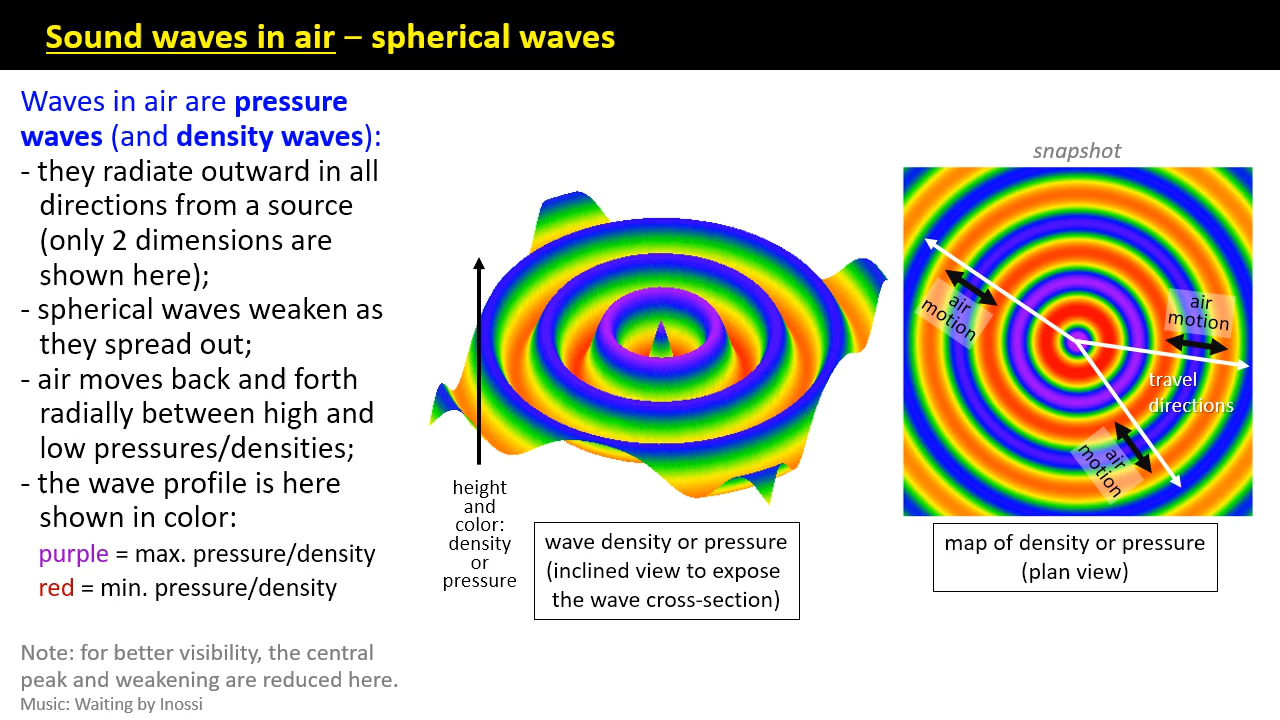 Sound waves in air – spherical waves
Waves in air are pressure
waves (and density waves):
- they radiate outward in all
directions from a source
(only 2 dimensions are
shown here);
- spherical waves weaken as
they spread out;
- air moves back and forth
radially between high and
low pressures/densities;
- the wave profile is here
shown in color:
purple = max. pressure/density
red = min. pressure/density
Note: for better visibility, the central
peak and weakening are reduced here.
Music: Waiting by Inossi
height
and
color:
density
or
pressure
wave density or pressure
(inclined view to expose
the wave cross-section)
snapshot
air
motion
air
motion
travel
directions
air
motion
map of density or pressure
(plan view)